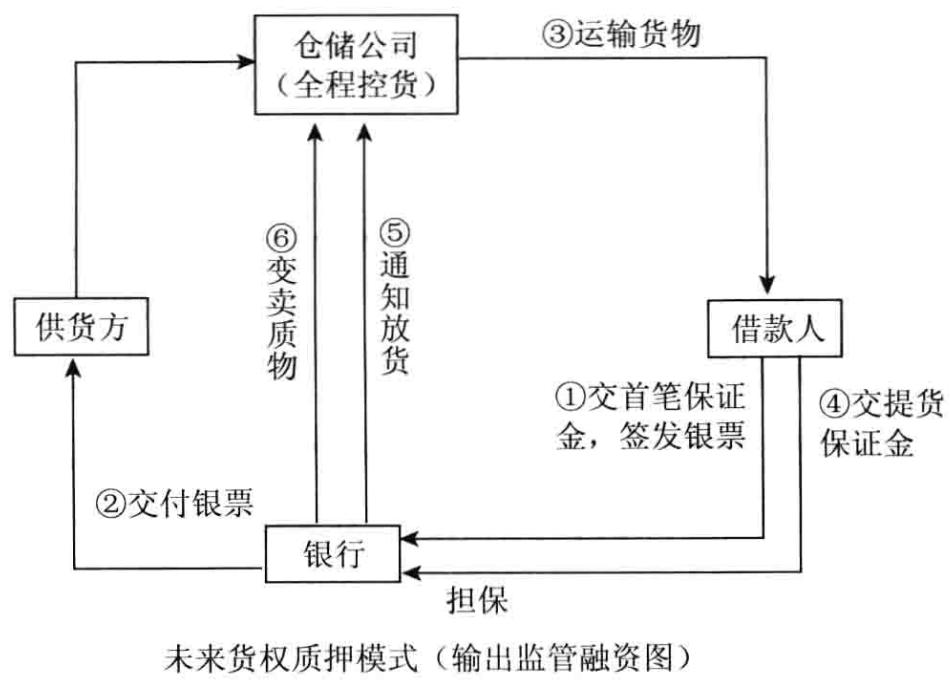 仓储公司
（全程控货）
③运输货物
⑥变卖质物
⑤通知放货
供货方
借款人
①交首笔保证
金，签发银票
④交提货
保证金
②交付银票
银行
担保
未来货权质押模式（输出监管融资图）